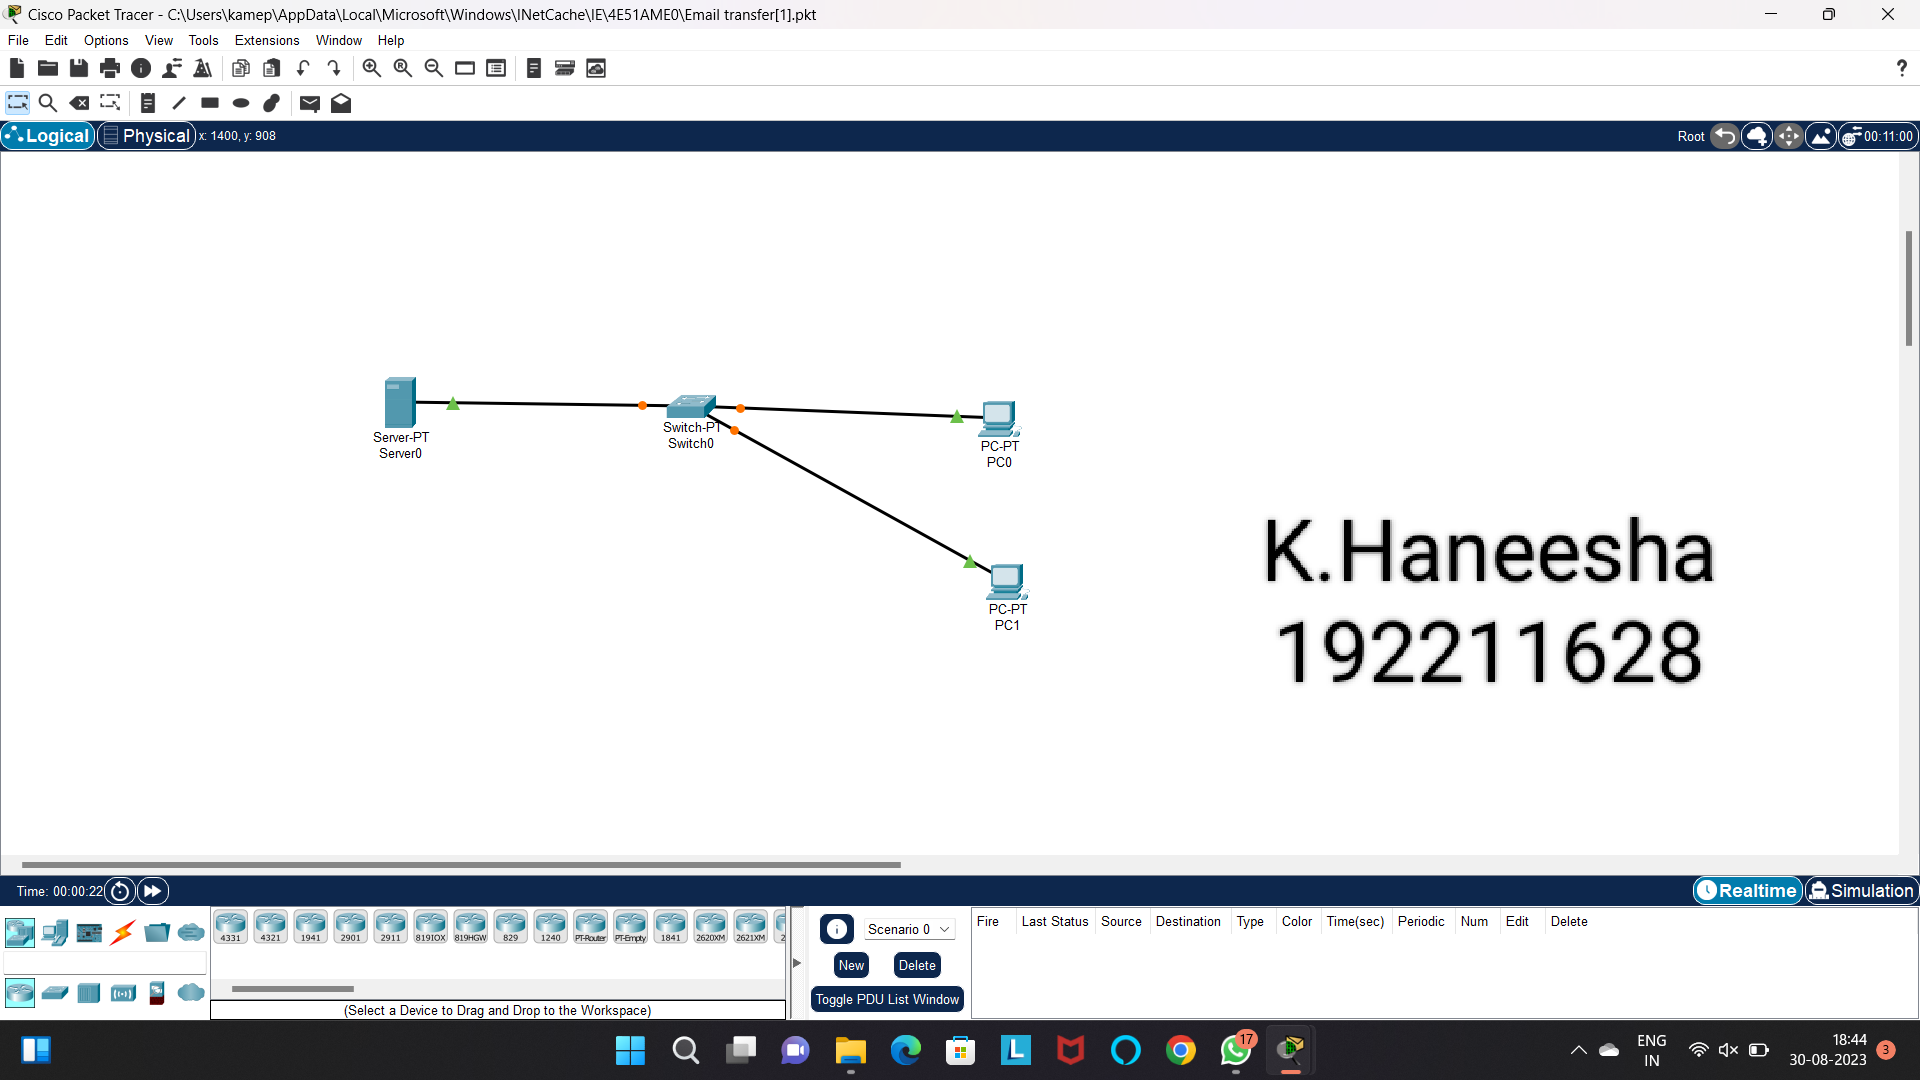 Cisco Packet Tracer - C:\Users\kamep\AppData\Local\Microsoft\Windows\INetCache\IE\4E51AME0\Email transfer[1].pkt
File Edit Options View Tools Extensions Window Help
?
Logical Physical x: 1400, y: 908 Root 00:11:00
Server-PT
Server0
Switch-PT
Switch0
PC-PT
PC0
PC-PT
PC1
K.Haneesha
192211628
Time: 00:00:22 Realtime Simulation
4331 4321 1941 2901 2911 819IOX 819HGW 829 1240 PT-Router PT-Empty 1841 2620XM 2621XM 2
(Select a Device to Drag and Drop to the Workspace)
Scenario 0
New Delete
Toggle PDU List Window
Fire Last Status Source Destination Type Color Time(sec) Periodic Num Edit Delete
L 17
ENG
IN
18:44
30-08-2023
3